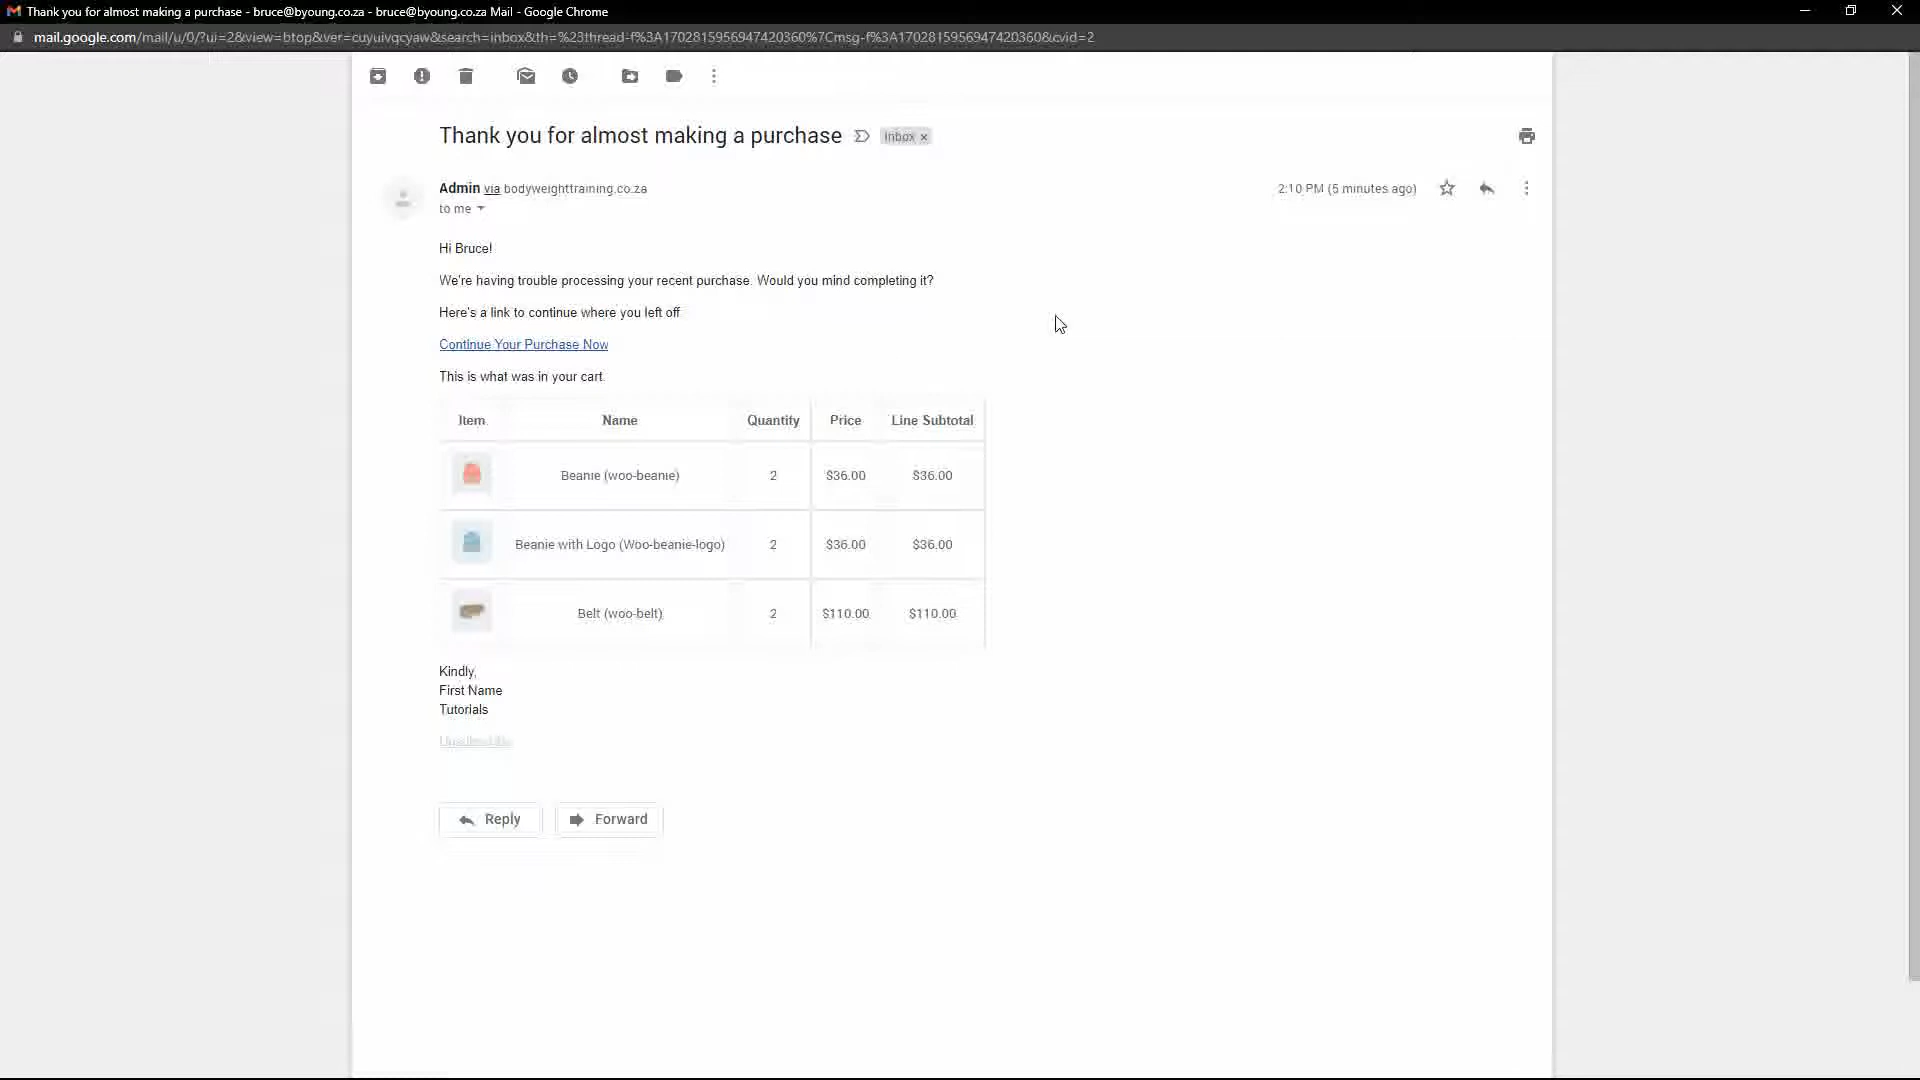 Thank you for almost making a purchase - bruce@byoung.co.za - bruce@byoung.co.za Mail - Google Chrome
mail.google.com/mail/u/0/?ui=2&view=btop&ver=cuyuivqcyaw&search=inbox&th=%23thread-f%3A1702815956947420360%7Cmsg-f%3A1702815956947420360&cvid=2
Thank you for almost making a purchase Inbox x
Admin via bodyweighttraining.co.za 2:10 PM (5 minutes ago)
to me
Hi Bruce!
We're having trouble processing your recent purchase. Would you mind completing it?
Here's a link to continue where you left off.
Continue Your Purchase Now
This is what was in your cart.
Item Name Quantity Price Line Subtotal
Beanie (woo-beanie) 2 $36.00 $36.00
Beanie with Logo (Woo-beanie-logo) 2 $36.00 $36.00
Belt (woo-belt) 2 $110.00 $110.00
Kindly,
First Name
Tutorials
Unsubscribe
Reply Forward